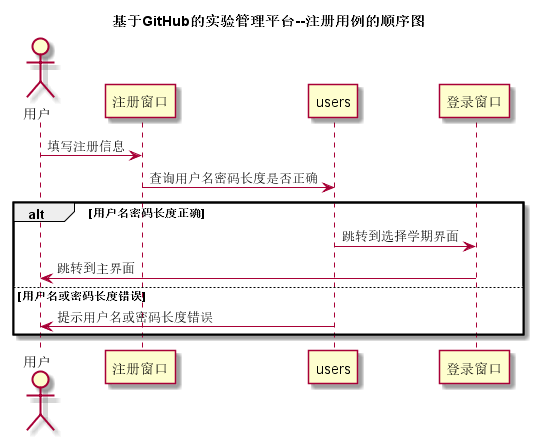 基于GitHub的实验管理平台--注册用例的顺序图
用户
注册窗口
users
登录窗口
填写注册信息
查询用户名密码长度是否正确
alt
[用户名密码长度正确]
跳转到选择学期界面
跳转到主界面
[用户名或密码长度错误]
提示用户名或密码长度错误
用户
注册窗口
users
登录窗口